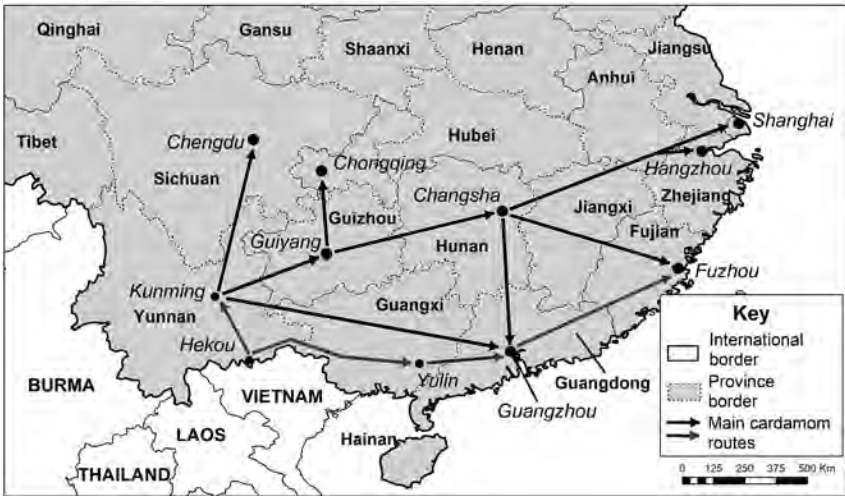 Qinghai
Gansu
Shaanxi
Henan
Jiangsu
Anhui
Tibet
Chengdu
Chongqing
Hubei
Shanghai
Hangzhou
Sichuan
Changsha
Zhejiang
Jiangxi
Guizhou
Guiyang
Hunan
Fujian
Fuzhou
Kunming
Yunnan
Guangxi
Hekou
Yulin
Guangdong
Guangzhou
BURMA
VIETNAM
LAOS
Hainan
THAILAND
Key
International
border
Province
border
Main cardamom
routes
0 125 250 375 500 Km